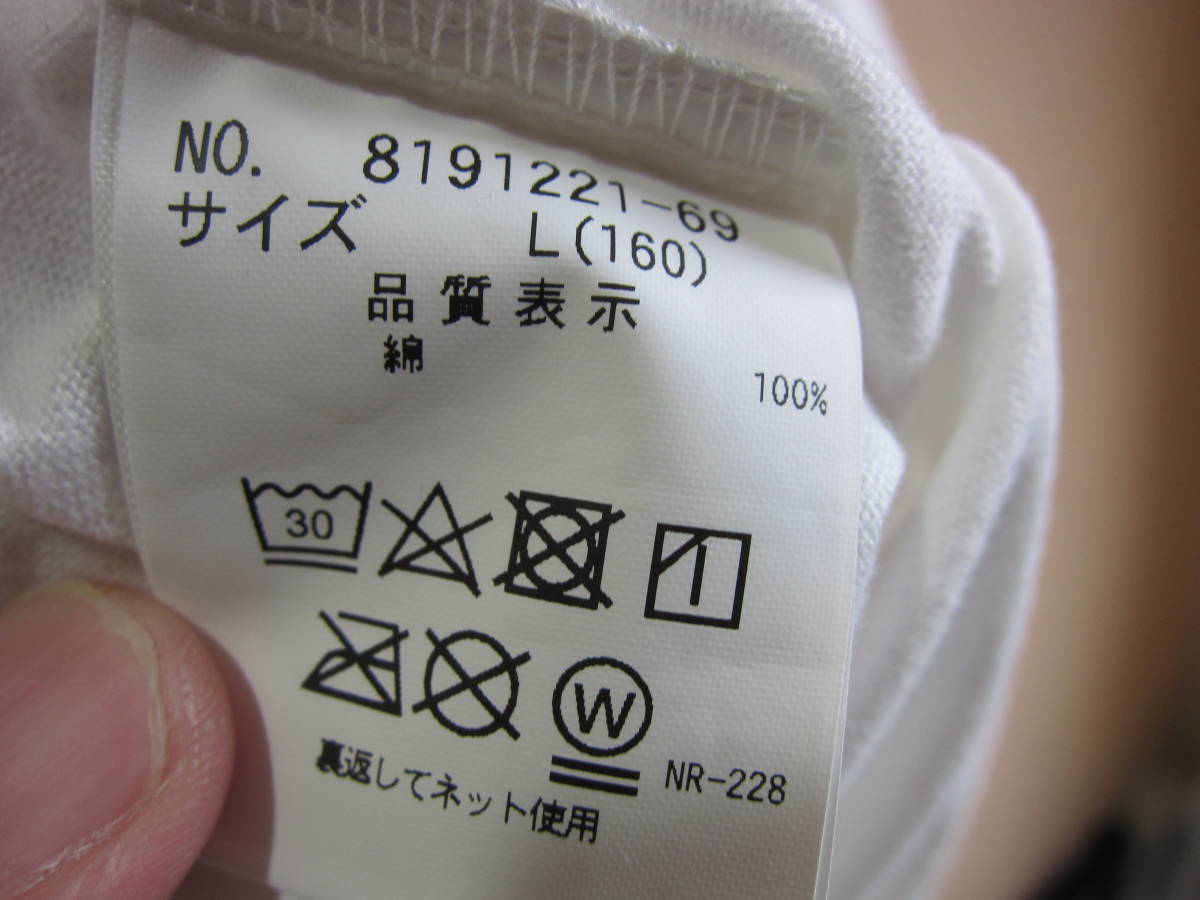 NO. 8191221-69
サイズ L(160)
品質表示
綿 100%
30
W
裏返してネット使用 NR-228